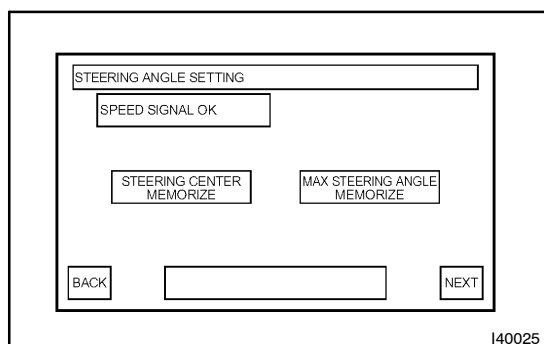 STEERING ANGLE SETTING
SPEED SIGNAL OK
STEERING CENTER
MEMORIZE
MAX STEERING ANGLE
MEMORIZE
BACK
NEXT
I40025